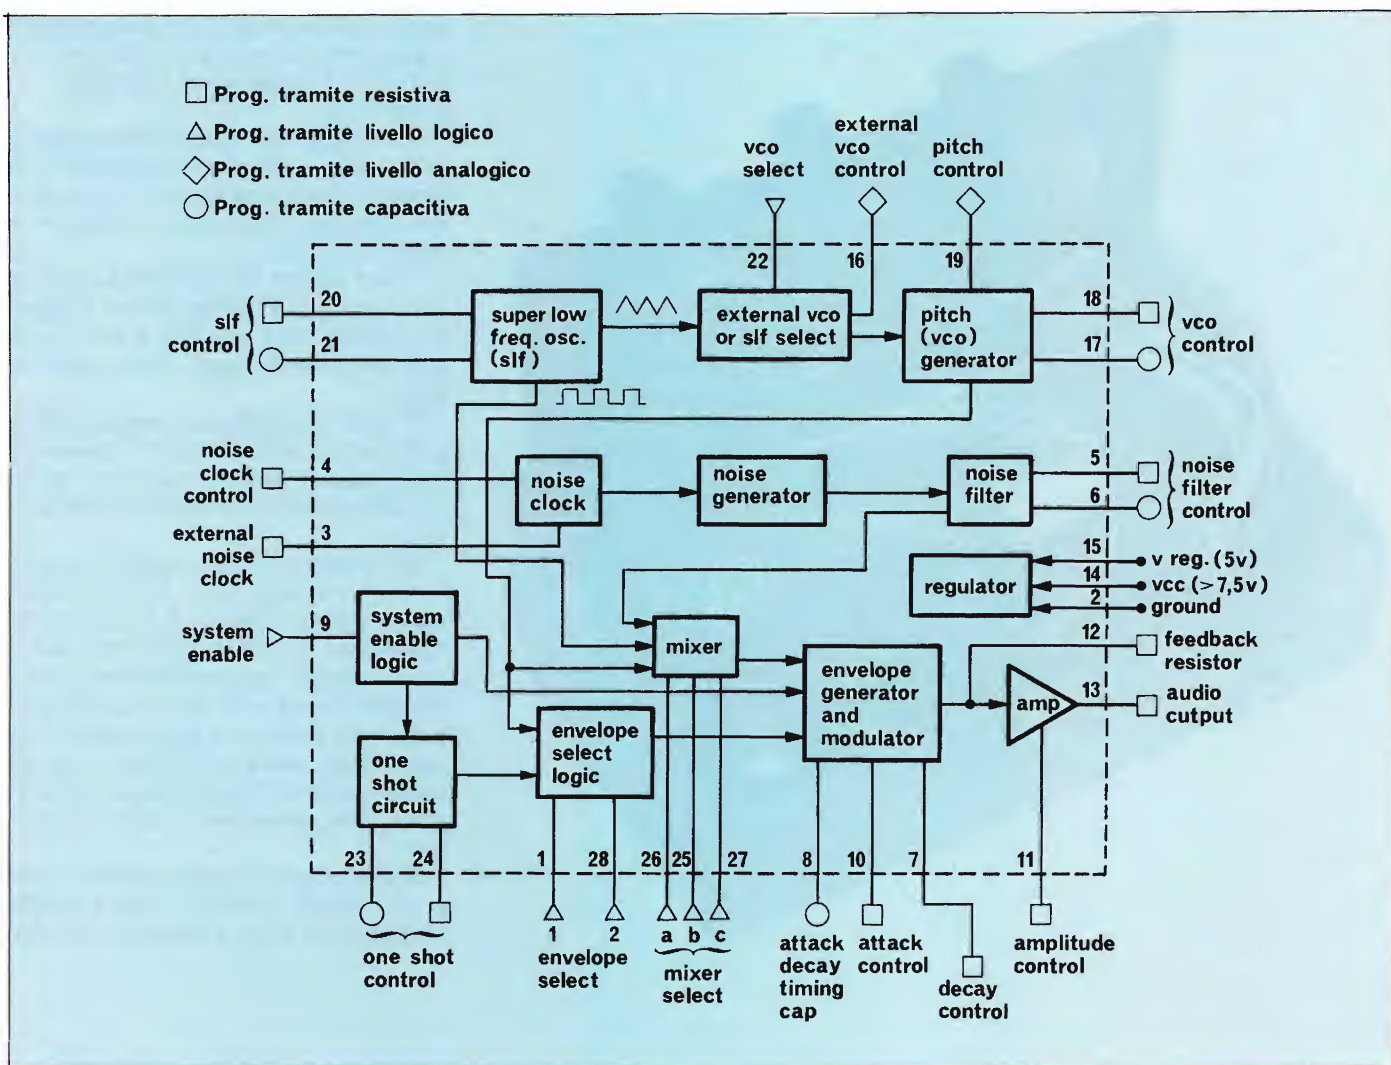 Prog. tramite resistiva
Prog. tramite livello logico
Prog. tramite livello analogico
Prog. tramite capacitiva
vco
select
external
vco
control
pitch
control
22
16
19
20
21
slf
control
super low
freq. osc.
(slf)
external vco
or slf select
pitch
(vco)
generator
18
17
vco
control
noise
clock
control
4
external
noise
clock
3
noise
clock
noise
generator
noise
filter
5
6
noise
filter
control
regulator
15
v reg. (5v)
14
vcc (>7,5v)
2
ground
system
enable
9
system
enable
logic
mixer
envelope
generator
and
modulator
12
feedback
resistor
amp
13
audio
cutput
one
shot
circuit
envelope
select
logic
23
24
1
28
26
25
27
8
10
7
11
one shot
control
1
2
envelope
select
a
b
c
mixer
select
attack
decay
timing
cap
attack
control
decay
control
amplitude
control